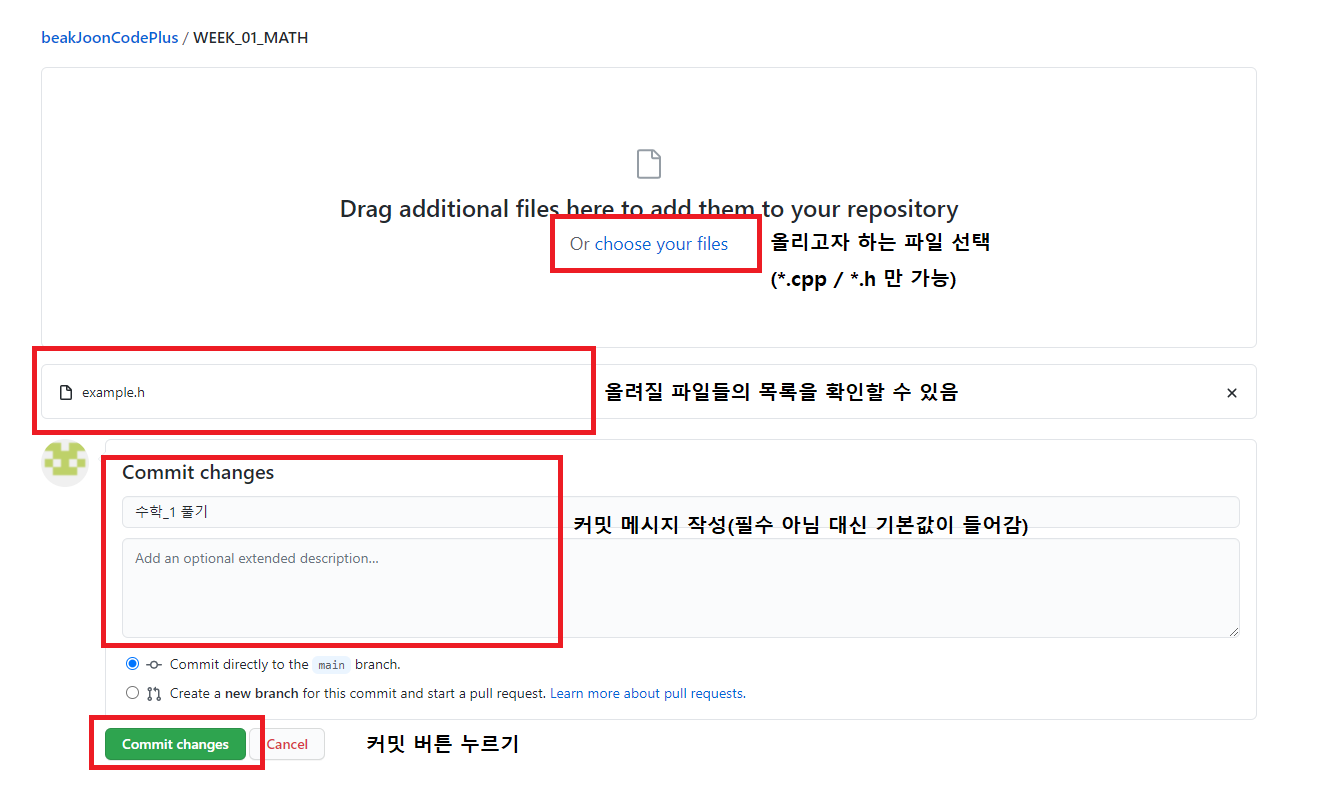 beakJoonCodePlus / WEEK_01_MATH
Drag additional files here to add them to your repository
Or choose your files
올리고자 하는 파일 선택
(*.cpp / *.h 만 가능)
example.h
올려질 파일들의 목록을 확인할 수 있음
Commit changes
수학_1 풀기
커밋 메시지 작성(필수 아님 대신 기본값이 들어감)
Add an optional extended description...
Commit directly to the main branch.
Create a new branch for this commit and start a pull request. Learn more about pull requests.
Commit changes
Cancel
커밋 버튼 누르기